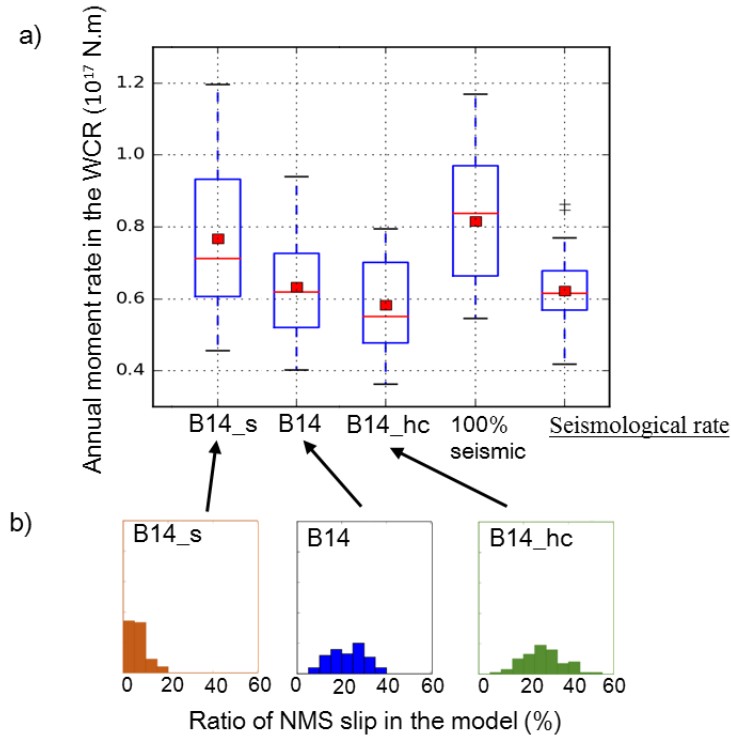 a)
Annual moment rate in the WCR (10¹⁷ N.m)
1.2
1.0
0.8
0.6
0.4
B14_s B14 B14_hc 100% seismic Seismological rate
b)
B14_s B14 B14_hc
0 20 40 60 0 20 40 60 0 20 40 60
Ratio of NMS slip in the model (%)